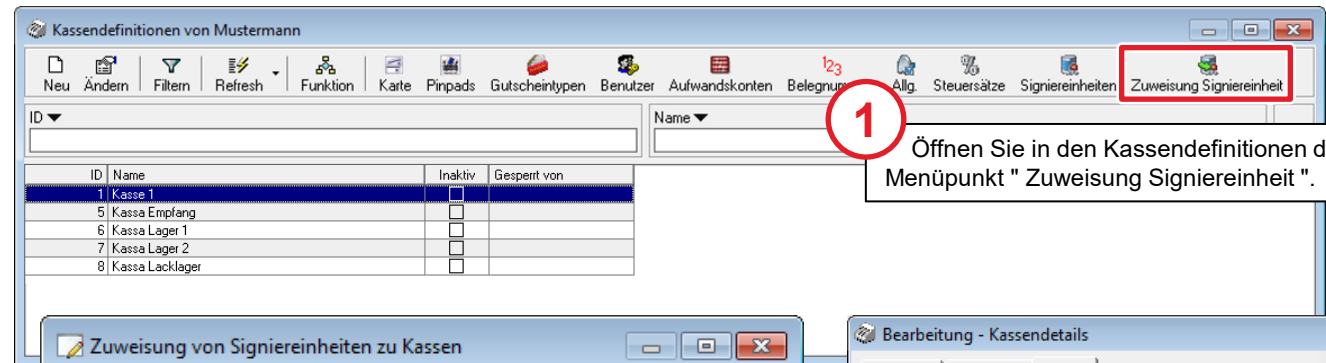 Kassendefinitionen von Mustermann
Neu Ändern Filtern Refresh Funktion Karte Pinpads Gutscheintypen Benutzer Aufwandskonten Belegnum Allg. Steuersätze Signiereinheiten Zuweisung Signiereinheit
123 %
ID Name
1
Öffnen Sie in den Kassendefinitionen d
Menüpunkt " Zuweisung Signiereinheit ".
ID Name Inaktiv Gesperrt von
1 Kasse 1
5 Kassa Empfang
6 Kassa Lager 1
7 Kassa Lager 2
8 Kassa Lacklager
Zuweisung von Signiereinheiten zu Kassen
Bearbeitung - Kassendetails